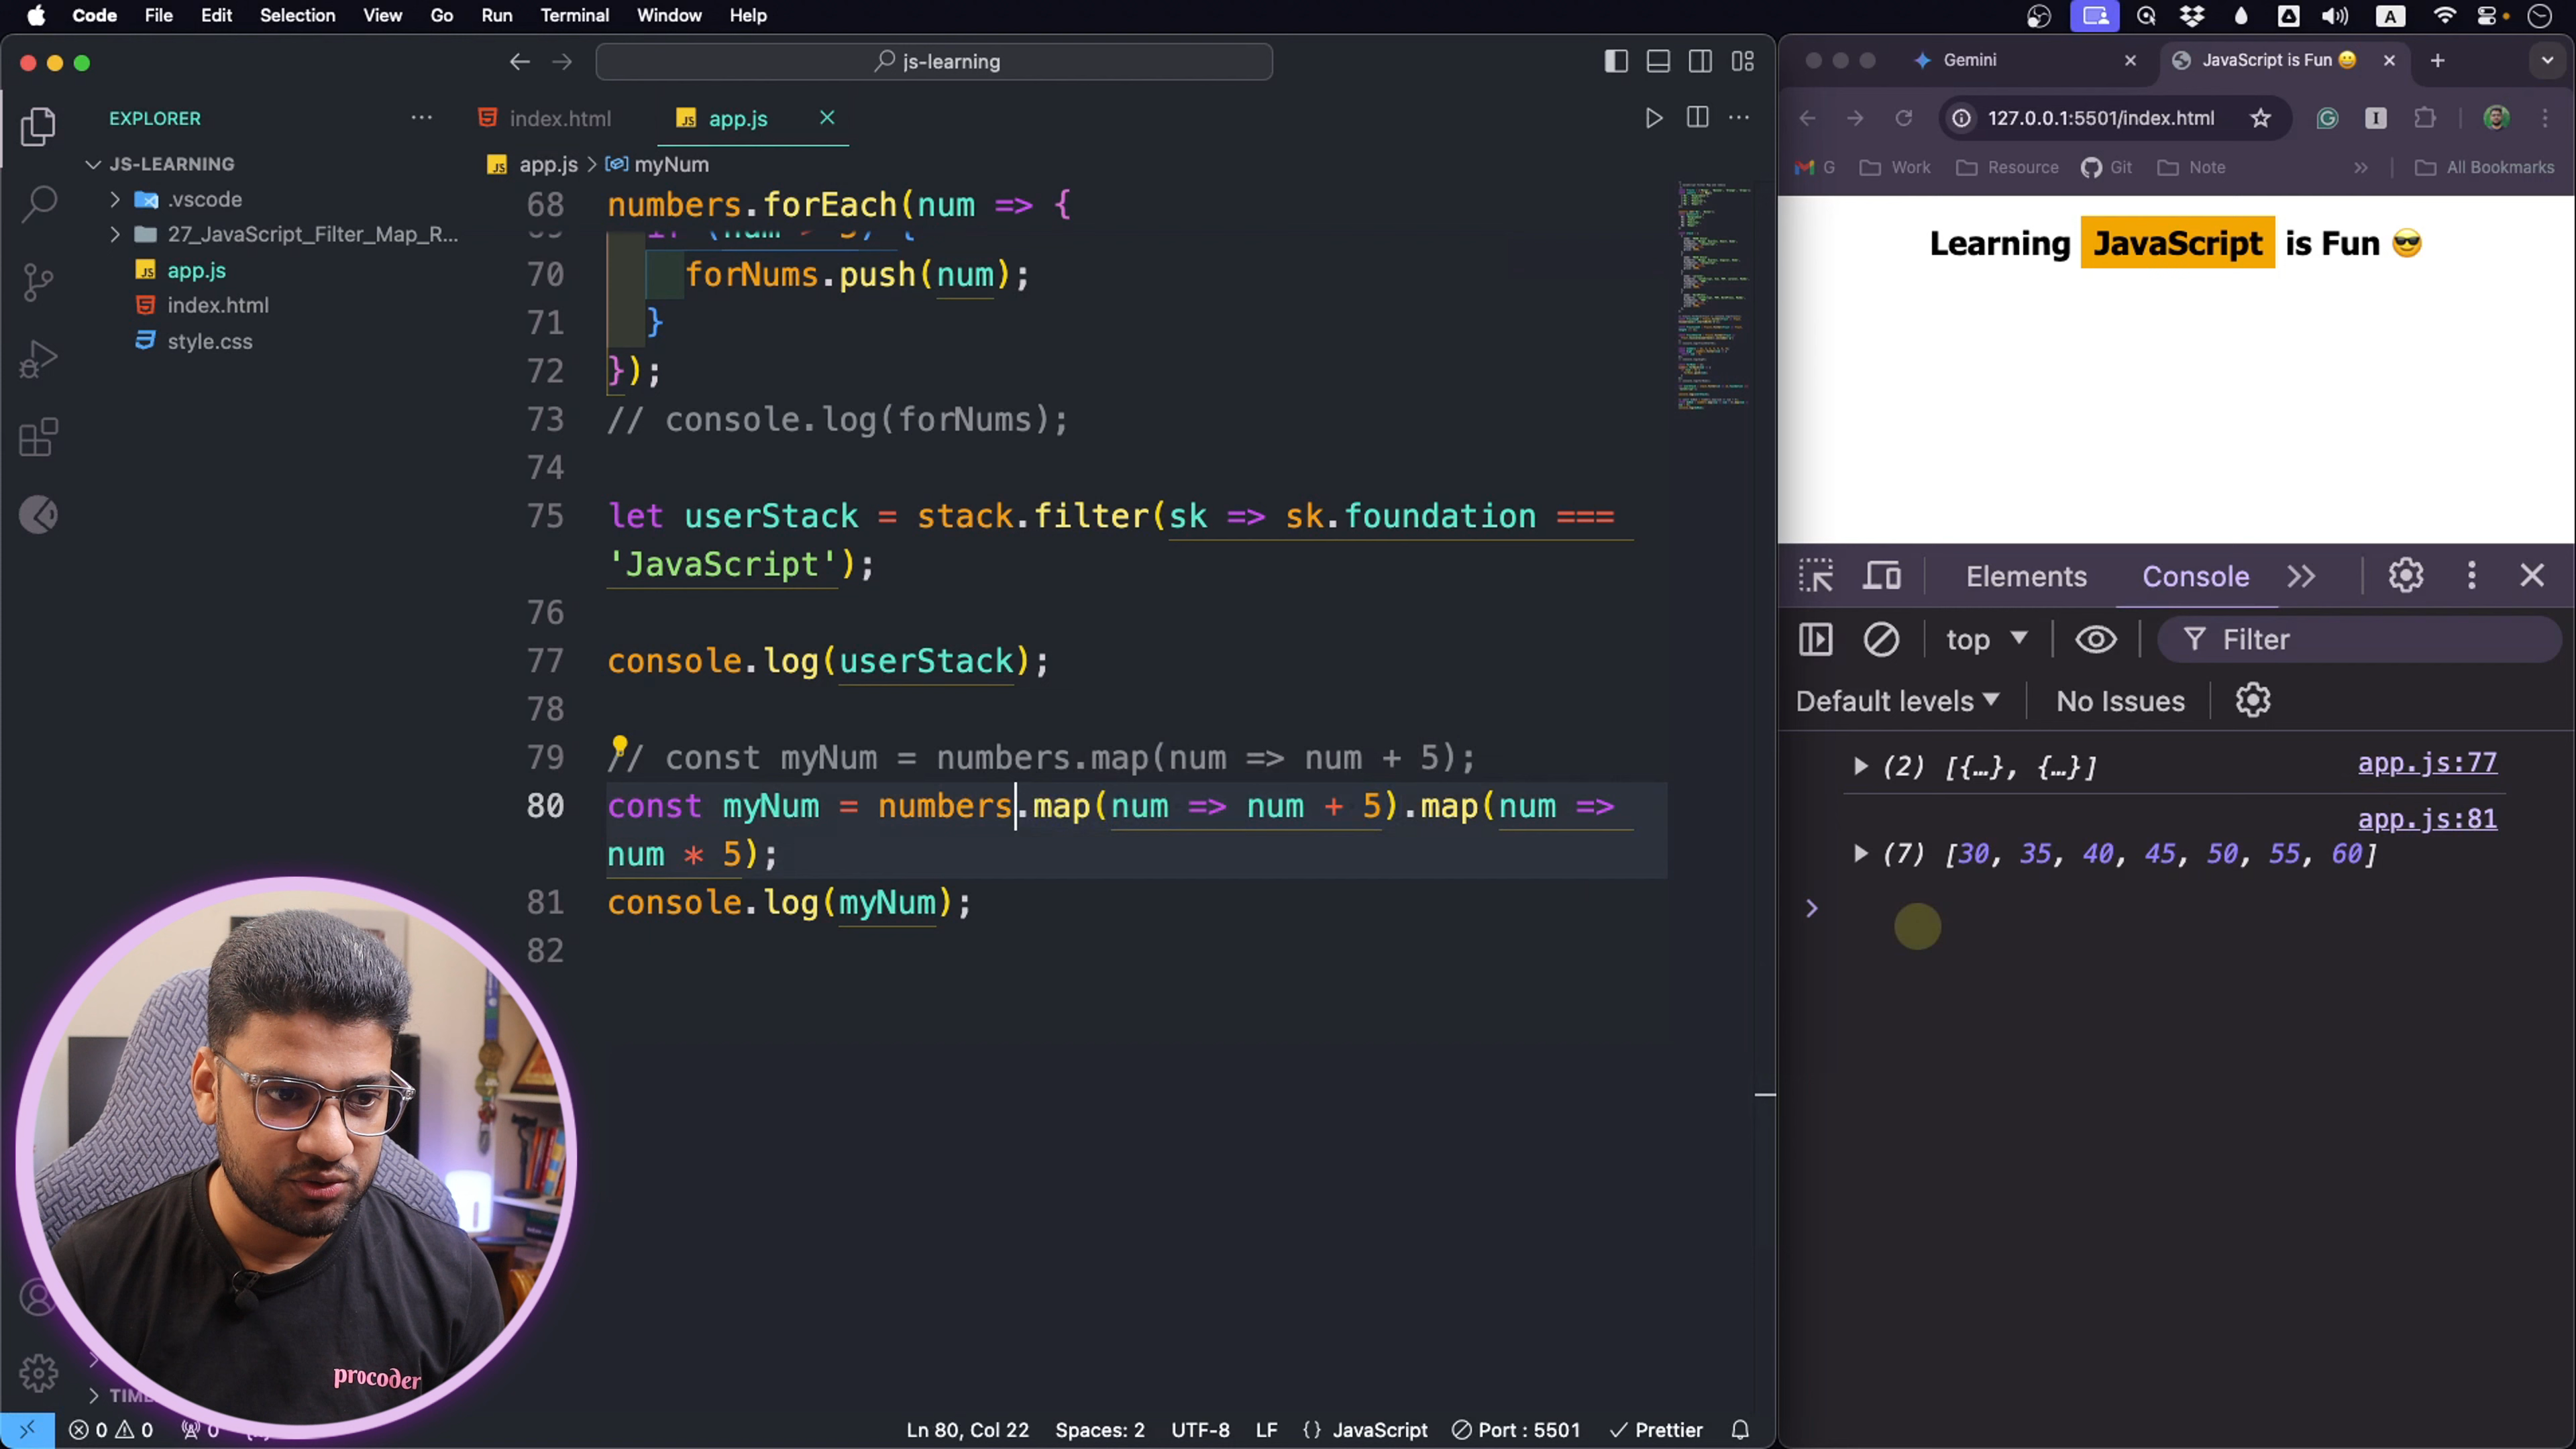 Code File Edit Selection View Go Run Terminal Window Help
js-learning
EXPLORER
JS-LEARNING
.vscode
27_JavaScript_Filter_Map_R...
app.js
index.html
style.css
index.html app.js
app.js > myNum
68 numbers.forEach(num => {
70 forNums.push(num);
71 }
72 });
73 // console.log(forNums);
74
75 let userStack = stack.filter(sk => sk.foundation ===
'JavaScript');
76
77 console.log(userStack);
78
79 // const myNum = numbers.map(num => num + 5);
80 const myNum = numbers.map(num => num + 5).map(num =>
num * 5);
81 console.log(myNum);
82
procoder
0 0 0
Ln 80, Col 22 Spaces: 2 UTF-8 LF {} JavaScript Port : 5501 Prettier
Gemini JavaScript is Fun 😀
127.0.0.1:5501/index.html
G Work Resource Git Note All Bookmarks
Learning JavaScript is Fun 😎
Elements Console
top Filter
Default levels No Issues
(2) [{…}, {…}] app.js:77
app.js:81
(7) [30, 35, 40, 45, 50, 55, 60]